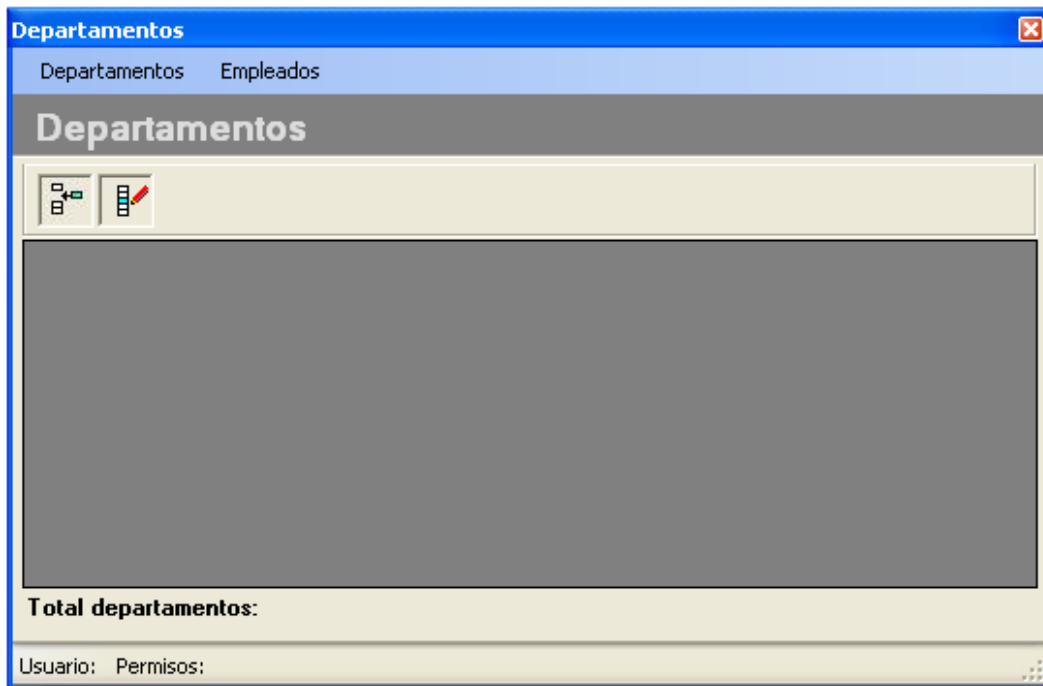 Departamentos
Departamentos Empleados
Departamentos
Total departamentos:
Usuario: Permisos: